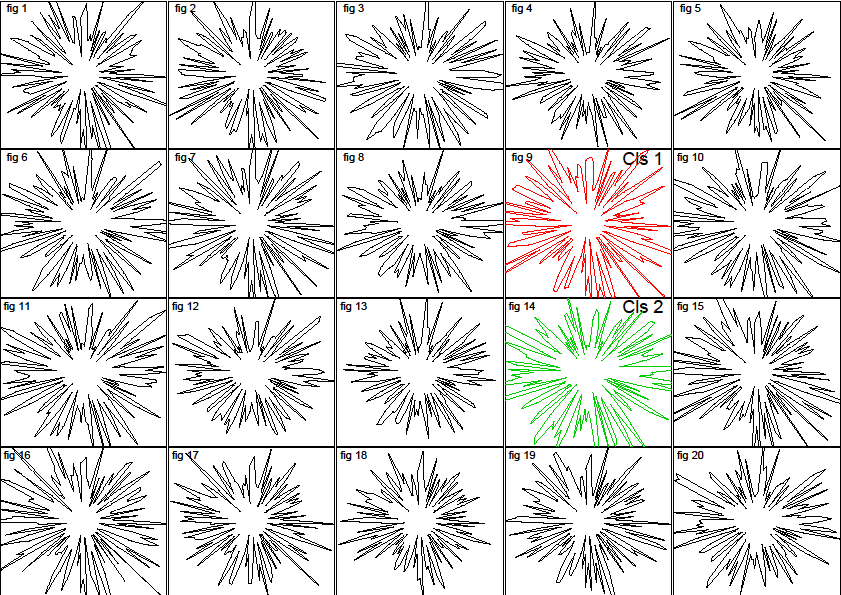 fig 1
fig 2
fig 3
fig 4
fig 5
fig 6
fig 7
fig 8
fig 9
Cls 1
fig 10
fig 11
fig 12
fig 13
fig 14
Cls 2
fig 15
fig 16
fig 17
fig 18
fig 19
fig 20